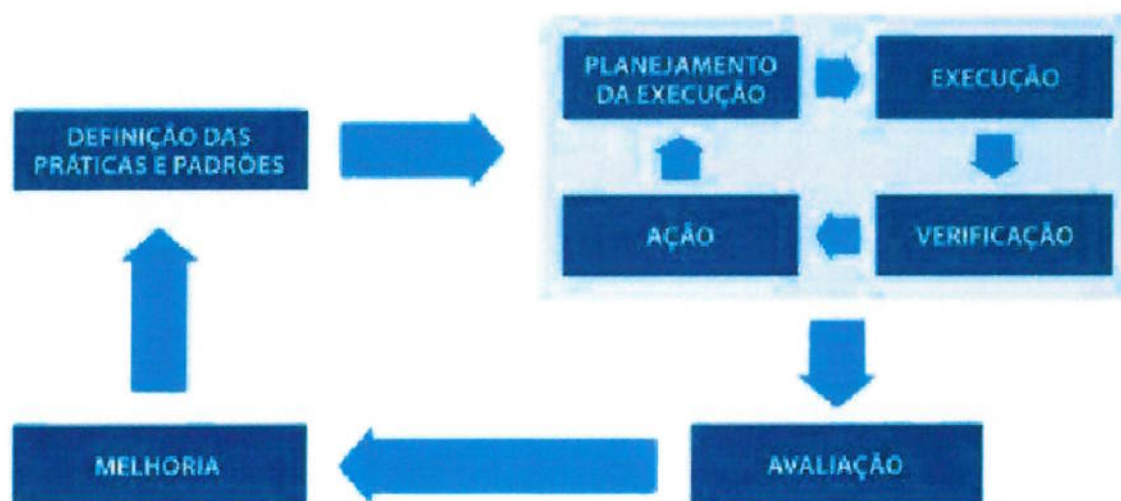 PLANEJAMENTO
DA EXECUÇÃO
EXECUÇÃO
DEFINIÇÃO DAS
PRÁTICAS E PADRÕES
AÇÃO
VERIFICAÇÃO
MELHORIA
AVALIAÇÃO